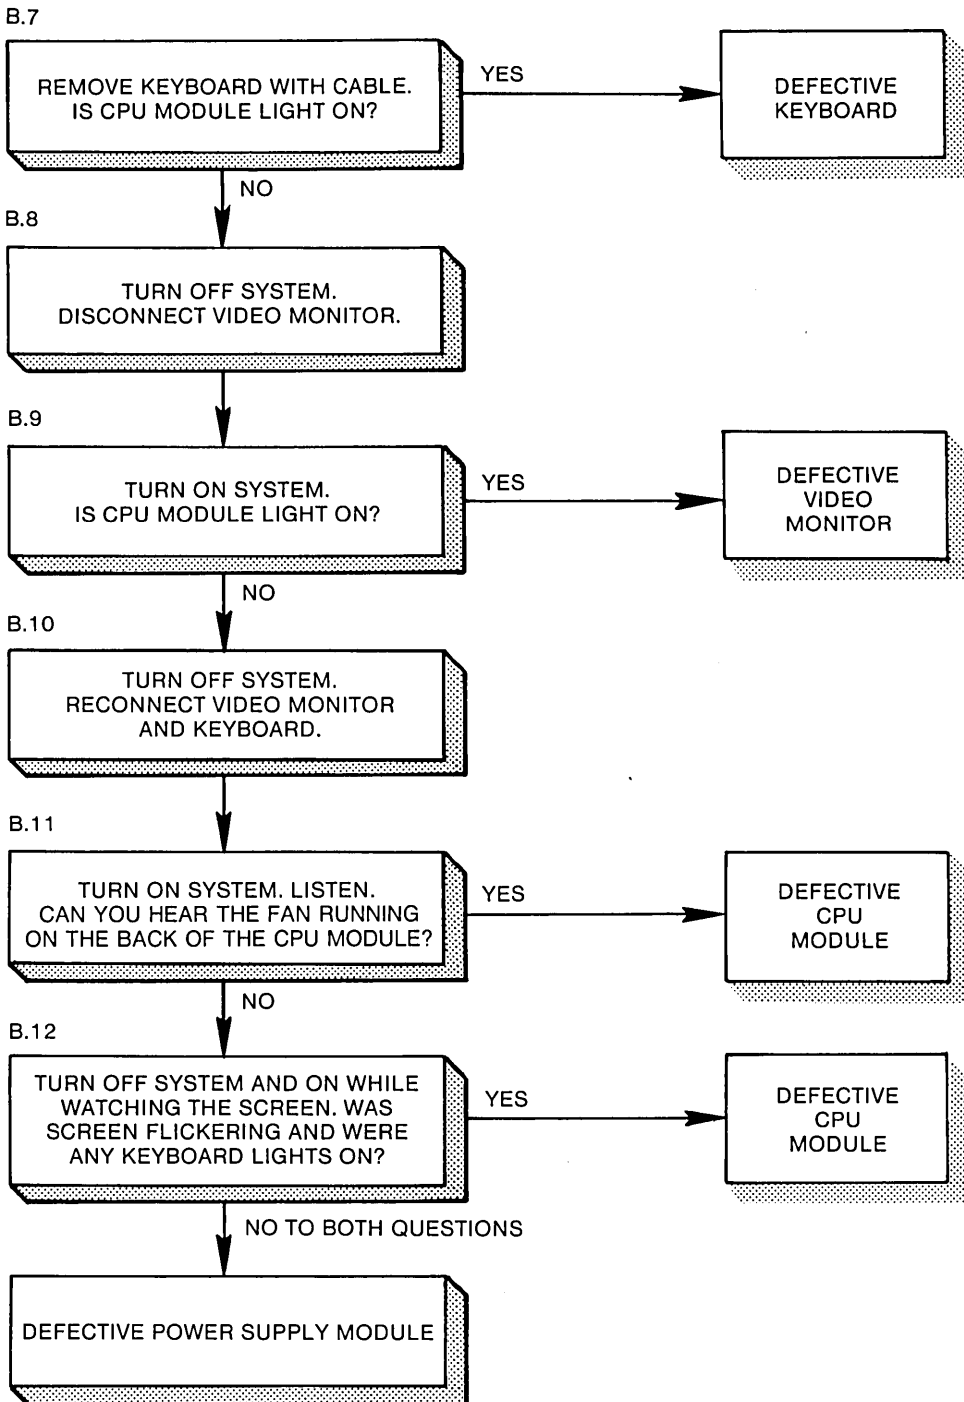 B.7
REMOVE KEYBOARD WITH CABLE.
IS CPU MODULE LIGHT ON?
YES
DEFECTIVE
KEYBOARD
NO
B.8
TURN OFF SYSTEM.
DISCONNECT VIDEO MONITOR.
B.9
TURN ON SYSTEM.
IS CPU MODULE LIGHT ON?
YES
DEFECTIVE
VIDEO
MONITOR
NO
B.10
TURN OFF SYSTEM.
RECONNECT VIDEO MONITOR
AND KEYBOARD.
B.11
TURN ON SYSTEM. LISTEN.
CAN YOU HEAR THE FAN RUNNING
ON THE BACK OF THE CPU MODULE?
YES
DEFECTIVE
CPU
MODULE
NO
B.12
TURN OFF SYSTEM AND ON WHILE
WATCHING THE SCREEN. WAS
SCREEN FLICKERING AND WERE
ANY KEYBOARD LIGHTS ON?
YES
DEFECTIVE
CPU
MODULE
NO TO BOTH QUESTIONS
DEFECTIVE POWER SUPPLY MODULE